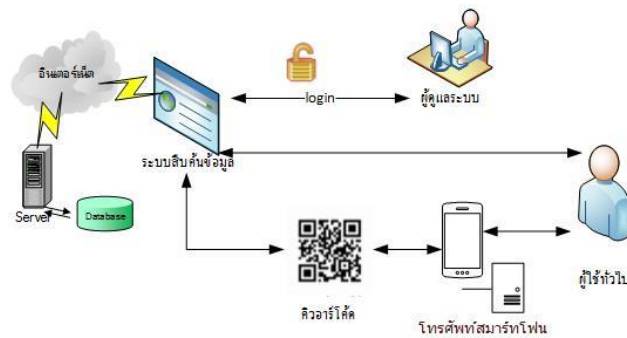 อินเตอร์เน็ต
login
ผู้ดูแลระบบ
ระบบสืบค้นข้อมูล
Server
Database
ผู้ใช้ทั่วไป
คิวอาร์โค้ด
โทรศัพท์สมาร์ทโฟน